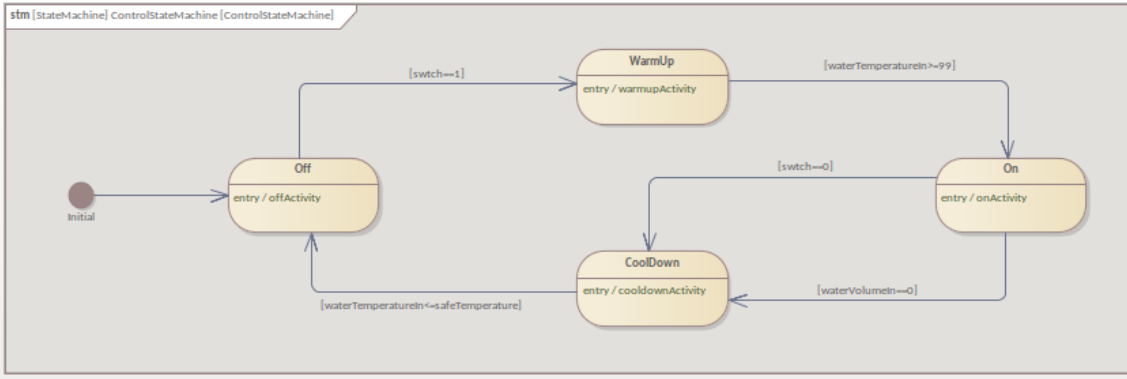 stm [StateMachine] ControlStateMachine [ControlStateMachine]
WarmUp
entry / warmupActivity
[swtch==1]
[waterTemperatureIn>=99]
Off
entry / offActivity
Initial
[swtch==0]
On
entry / onActivity
CoolDown
entry / cooldownActivity
[waterTemperatureIn<=safeTemperature]
[waterVolumeIn==0]